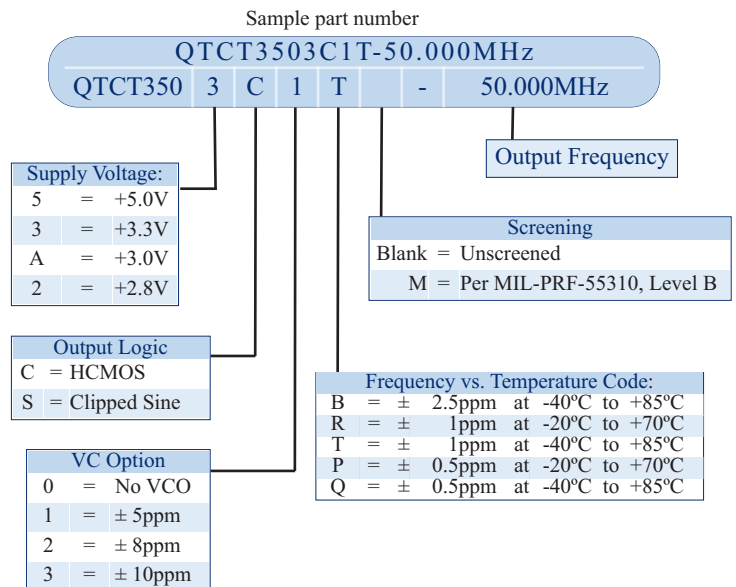 Sample part number
QTCT3503C1T-50.000MHz
QTCT350 3 C 1 T - 50.000MHz
Output Frequency
Supply Voltage:
5 = +5.0V
3 = +3.3V
A = +3.0V
2 = +2.8V
Screening
Blank = Unscreened
M = Per MIL-PRF-55310, Level B
Output Logic
C = HCMOS
S = Clipped Sine
Frequency vs. Temperature Code:
B = ± 2.5ppm at -40ºC to +85ºC
R = ± 1ppm at -20ºC to +70ºC
T = ± 1ppm at -40ºC to +85ºC
P = ± 0.5ppm at -20ºC to +70ºC
Q = ± 0.5ppm at -40ºC to +85ºC
VC Option
0 = No VCO
1 = ± 5ppm
2 = ± 8ppm
3 = ± 10ppm